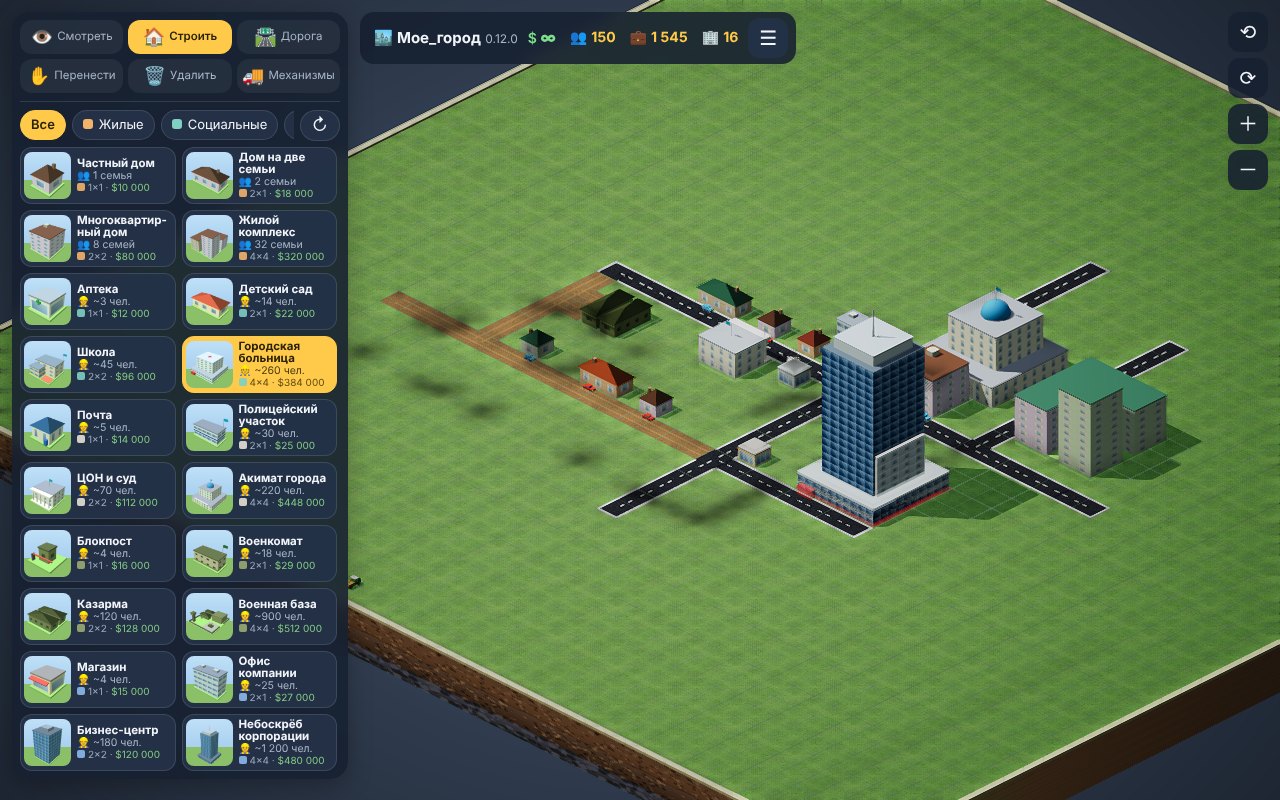 Смотреть
Строить
Дорога
Перенести
Удалить
Механизмы
Мое_город 0.12.0 $ ∞ 150 1 545 16
Все
Жилые
Социальные
Частный дом
1 семья
1×1 · $10 000
Дом на две
семьи
2 семьи
2×1 · $18 000
Многоквартир-
ный дом
8 семей
2×2 · $80 000
Жилой
комплекс
32 семьи
4×4 · $320 000
Аптека
~3 чел.
1×1 · $12 000
Детский сад
~14 чел.
2×1 · $22 000
Школа
~45 чел.
2×2 · $96 000
Городская
больница
~260 чел.
4×4 · $384 000
Почта
~5 чел.
1×1 · $14 000
Полицейский
участок
~30 чел.
2×1 · $25 000
ЦОН и суд
~70 чел.
2×2 · $112 000
Акимат города
~220 чел.
4×4 · $448 000
Блокпост
~4 чел.
1×1 · $16 000
Военкомат
~18 чел.
2×1 · $29 000
Казарма
~120 чел.
2×2 · $128 000
Военная база
~900 чел.
4×4 · $512 000
Магазин
~4 чел.
1×1 · $15 000
Офис
компании
~25 чел.
2×1 · $27 000
Бизнес-центр
~180 чел.
2×2 · $120 000
Небоскрёб
корпорации
~1 200 чел.
4×4 · $480 000